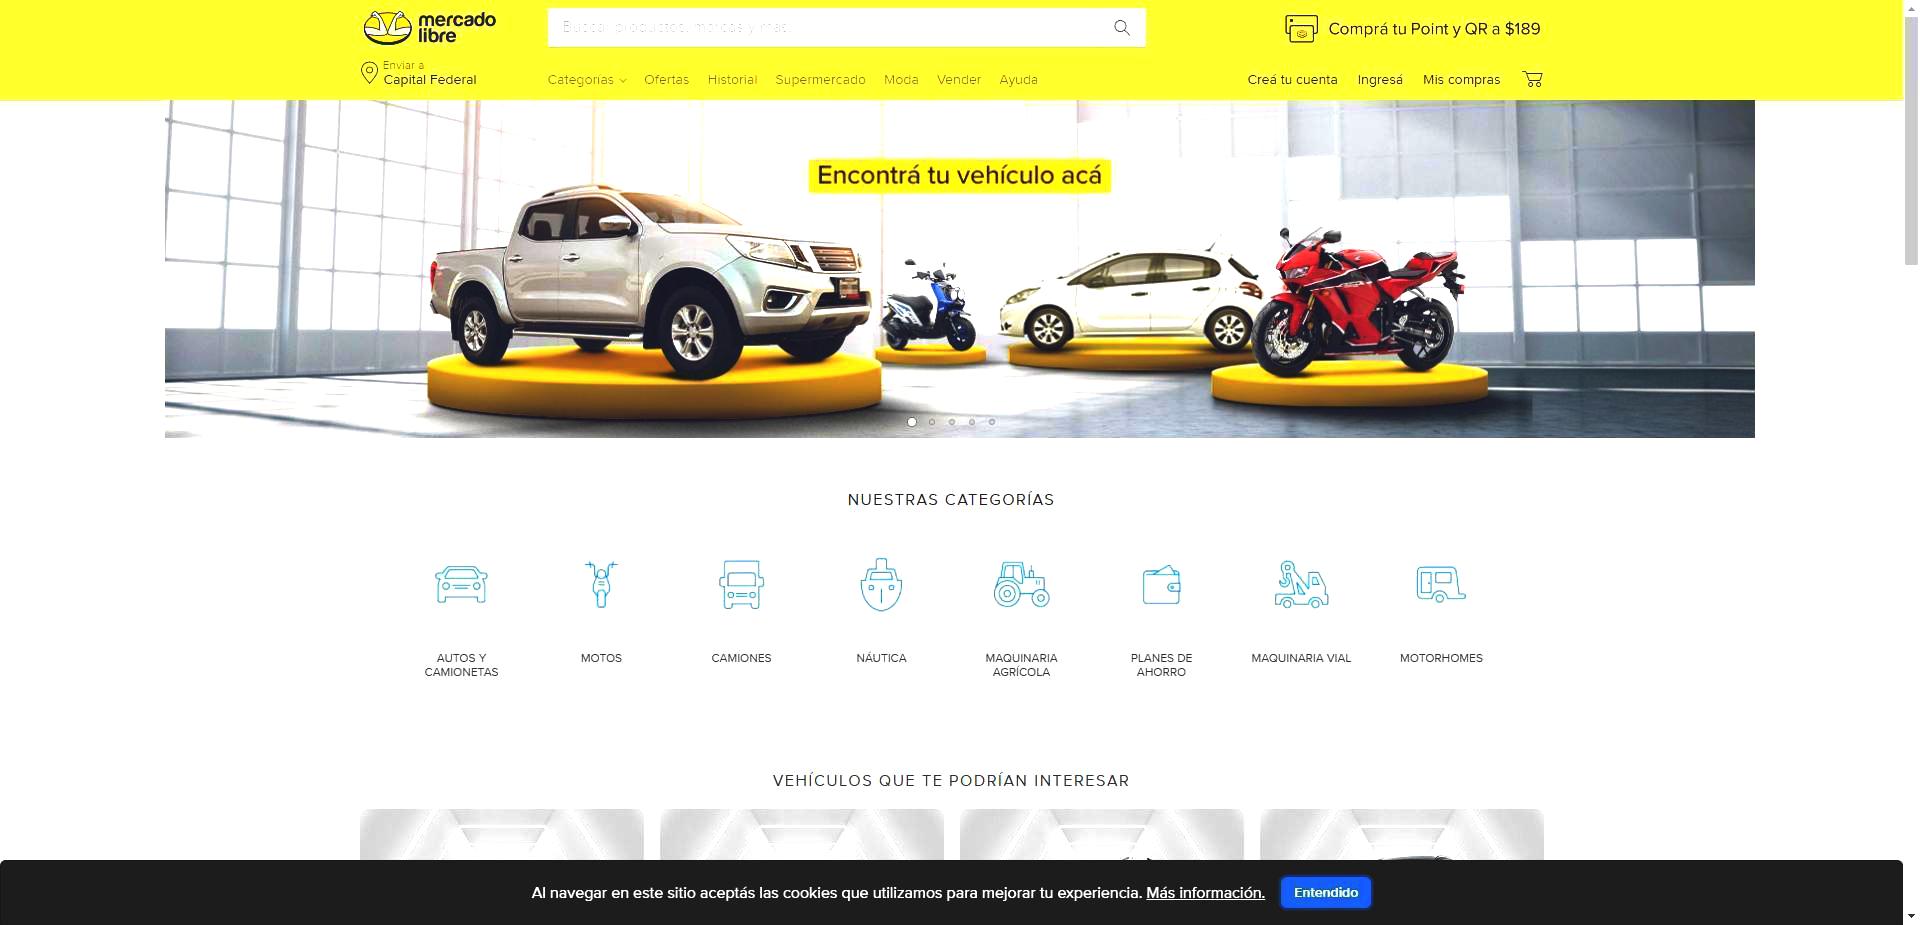 mercado
libre
Buscar productos, marcas y más...
Comprá tu Point y QR a $189
Enviar a
Capital Federal
Categorías Ofertas Historial Supermercado Moda Vender Ayuda
Creá tu cuenta Ingresá Mis compras
Encontrá tu vehículo acá
NUESTRAS CATEGORÍAS
AUTOS Y
CAMIONETAS
MOTOS
CAMIONES
NÁUTICA
MAQUINARIA
AGRÍCOLA
PLANES DE
AHORRO
MAQUINARIA VIAL
MOTORHOMES
VEHÍCULOS QUE TE PODRÍAN INTERESAR
Al navegar en este sitio aceptás las cookies que utilizamos para mejorar tu experiencia. Más información.
Entendido